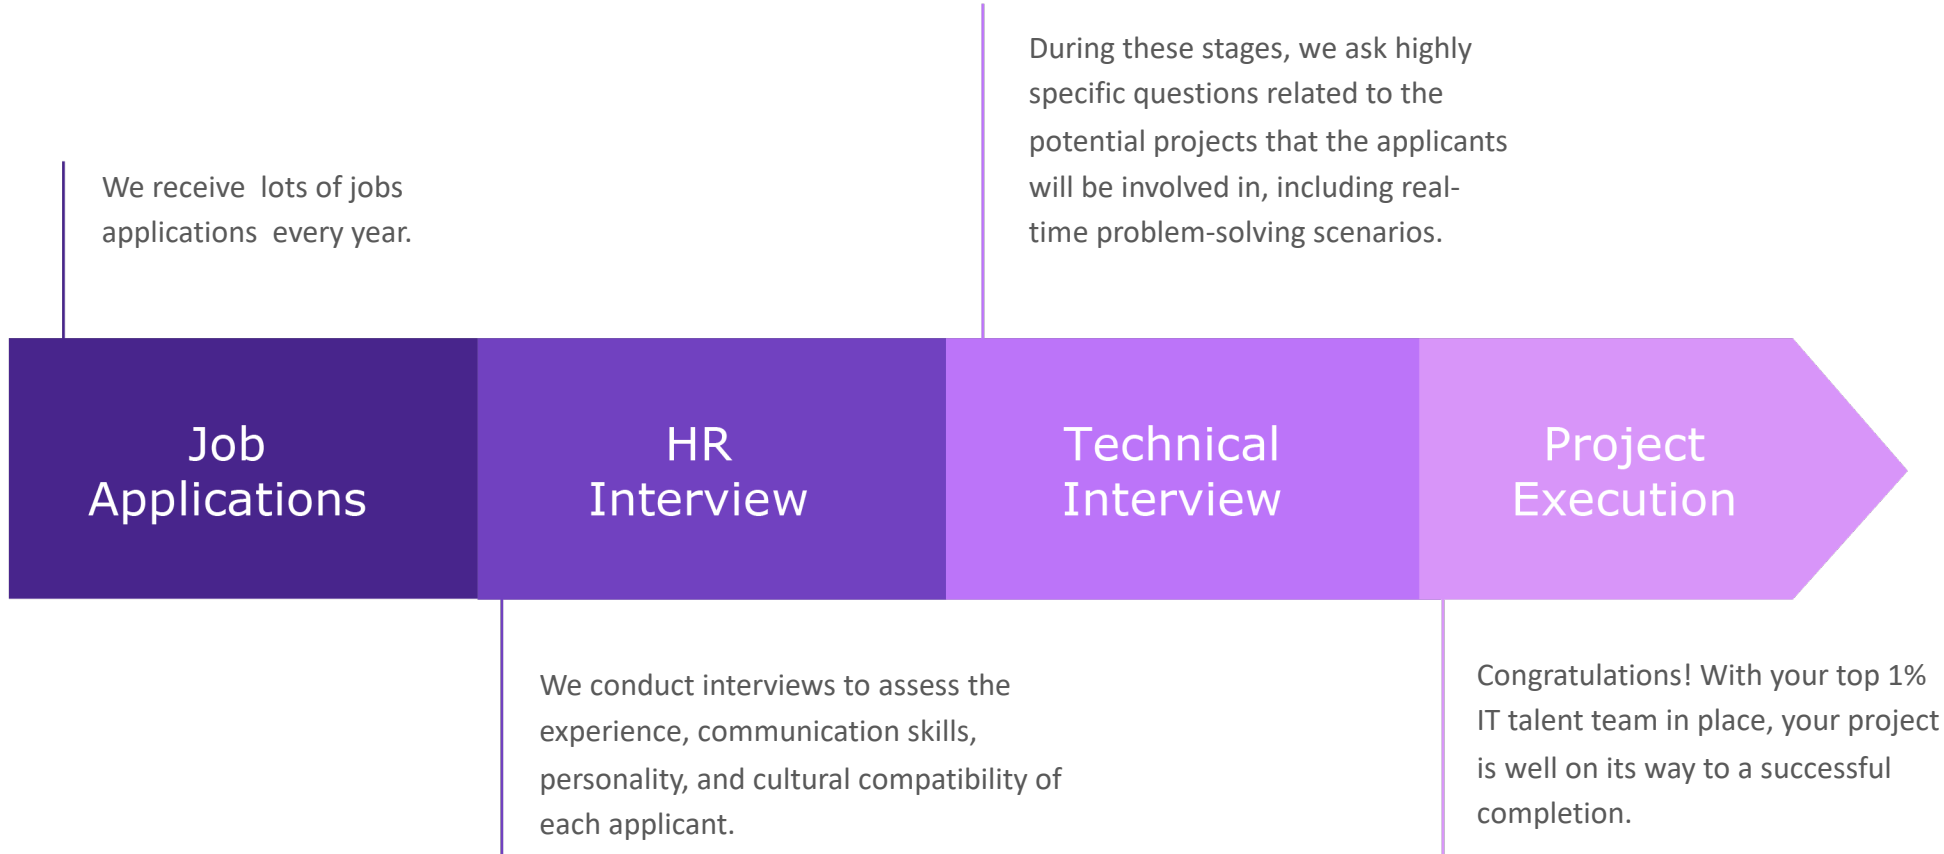 We receive  lots of jobs
applications  every year.
During these stages, we ask highly
specific questions related to the
potential projects that the applicants
will be involved in, including real-
time problem-solving scenarios.
Job
Applications
HR
Interview
Technical
Interview
Project
Execution
We conduct interviews to assess the
experience, communication skills,
personality, and cultural compatibility of
each applicant.
Congratulations! With your top 1%
IT talent team in place, your project
is well on its way to a successful
completion.